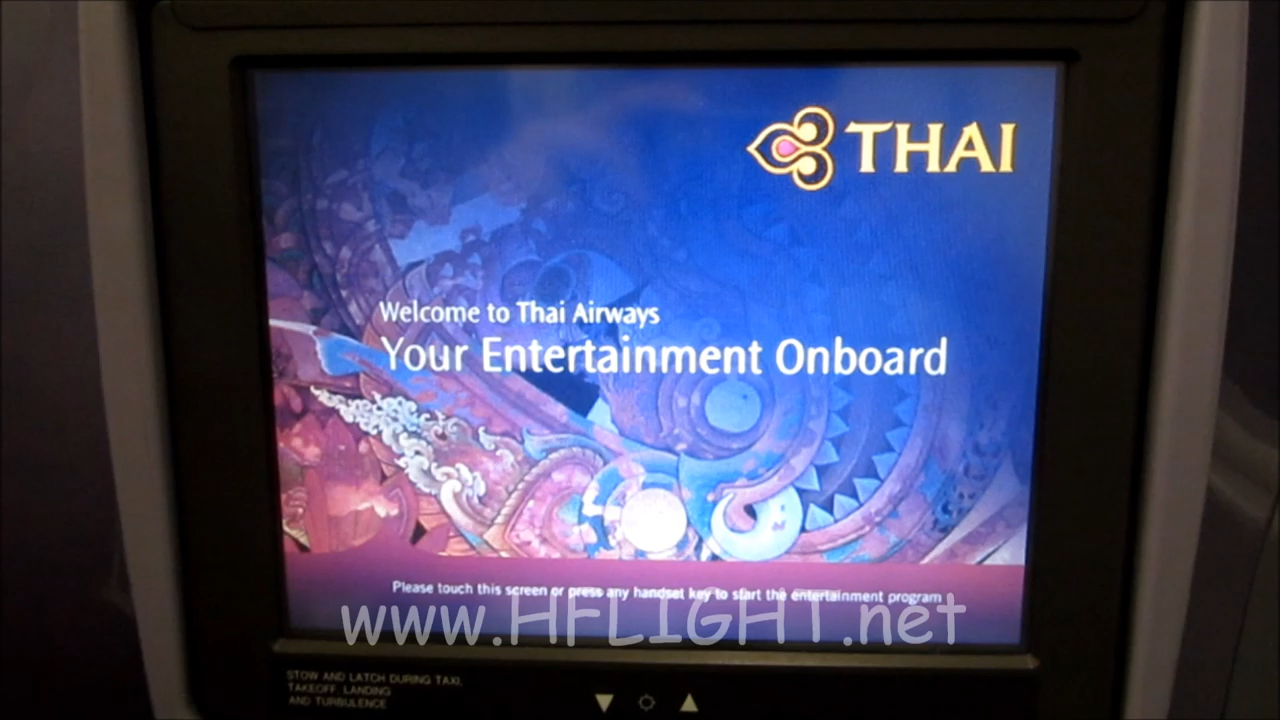 THAI
Welcome to Thai Airways
Your Entertainment Onboard
Please touch this screen or press any handset key to start the entertainment program
www.HFLIGHT.net
STOW AND LATCH DURING TAXI,
TAKEOFF, LANDING
AND TURBULENCE